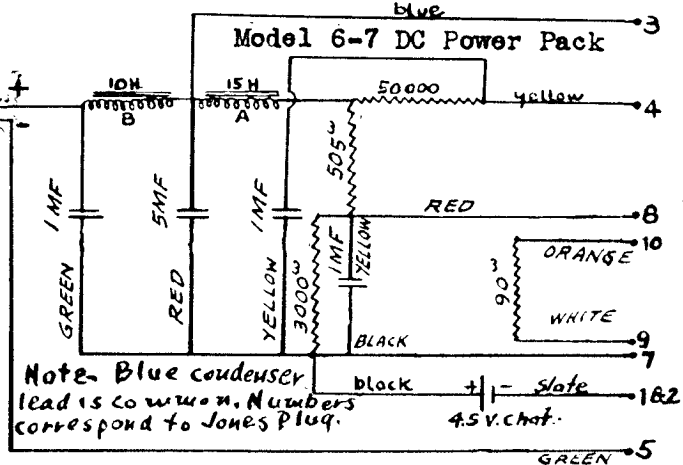 blue
3
Model 6-7 DC Power Pack
+
-
10H
B
15H
A
50000
yellow
4
505ω
1MF
5MF
1MF
RED
8
1MF
YELLOW
3000ω
10
ORANGE
90ω
WHITE
9
GREEN
RED
YELLOW
BLACK
7
Note- Blue condenser
lead is common. Numbers
correspond to Jones Plug.
black
+
-
slate
1&2
4.5 v.
GREEN
5